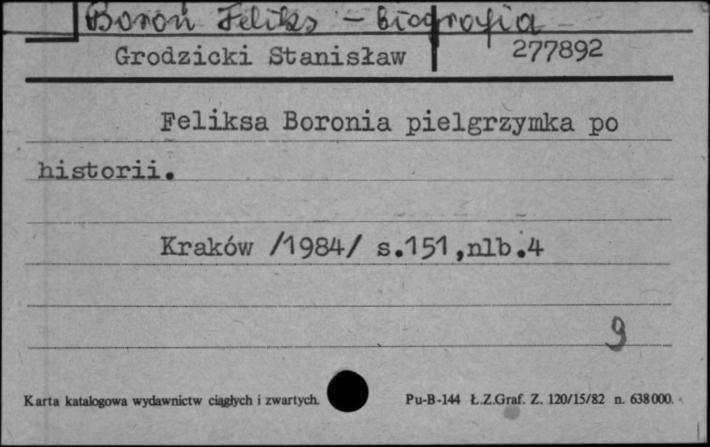 Boroń Feliks - biografia
Grodzicki Stanisław 277892
Feliksa Boronia pielgrzymka po
historii.
Kraków /1984/ s.151,nlb.4
9
Karta katalogowa wydawnictw ciągłych i zwartych. Pu-B-144 Ł.Z.Graf. Z. 120/15/82 n. 638000.